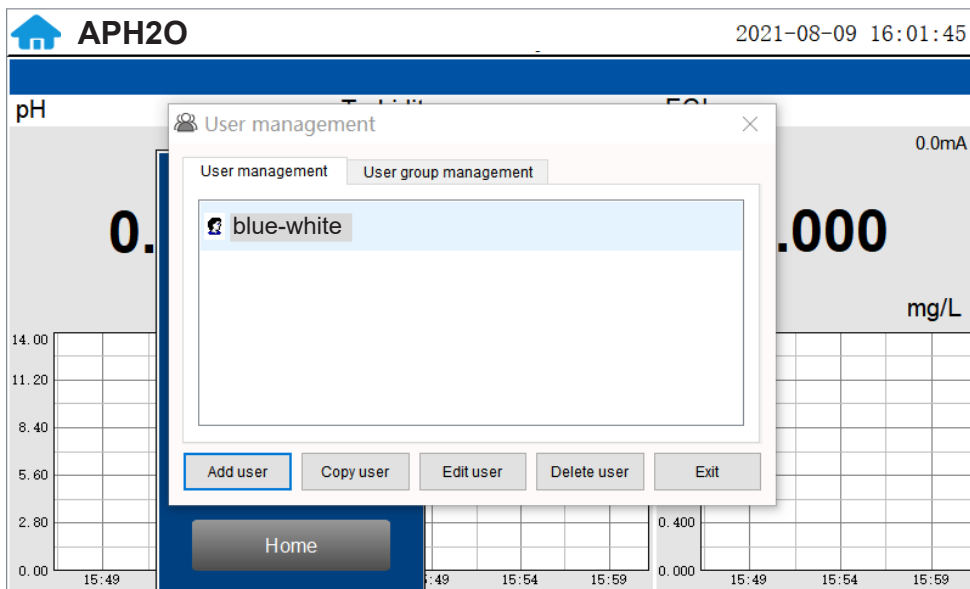 APH2O
2021-08-09 16:01:45
pH
0.0mA
User management
User management
User group management
blue-white
0.
.000
mg/L
Add user
Copy user
Edit user
Delete user
Exit
Home
14.00
11.20
8.40
5.60
2.80
0.00
15:49
:49
15:54
15:59
0.400
0.000
15:49
15:54
15:59